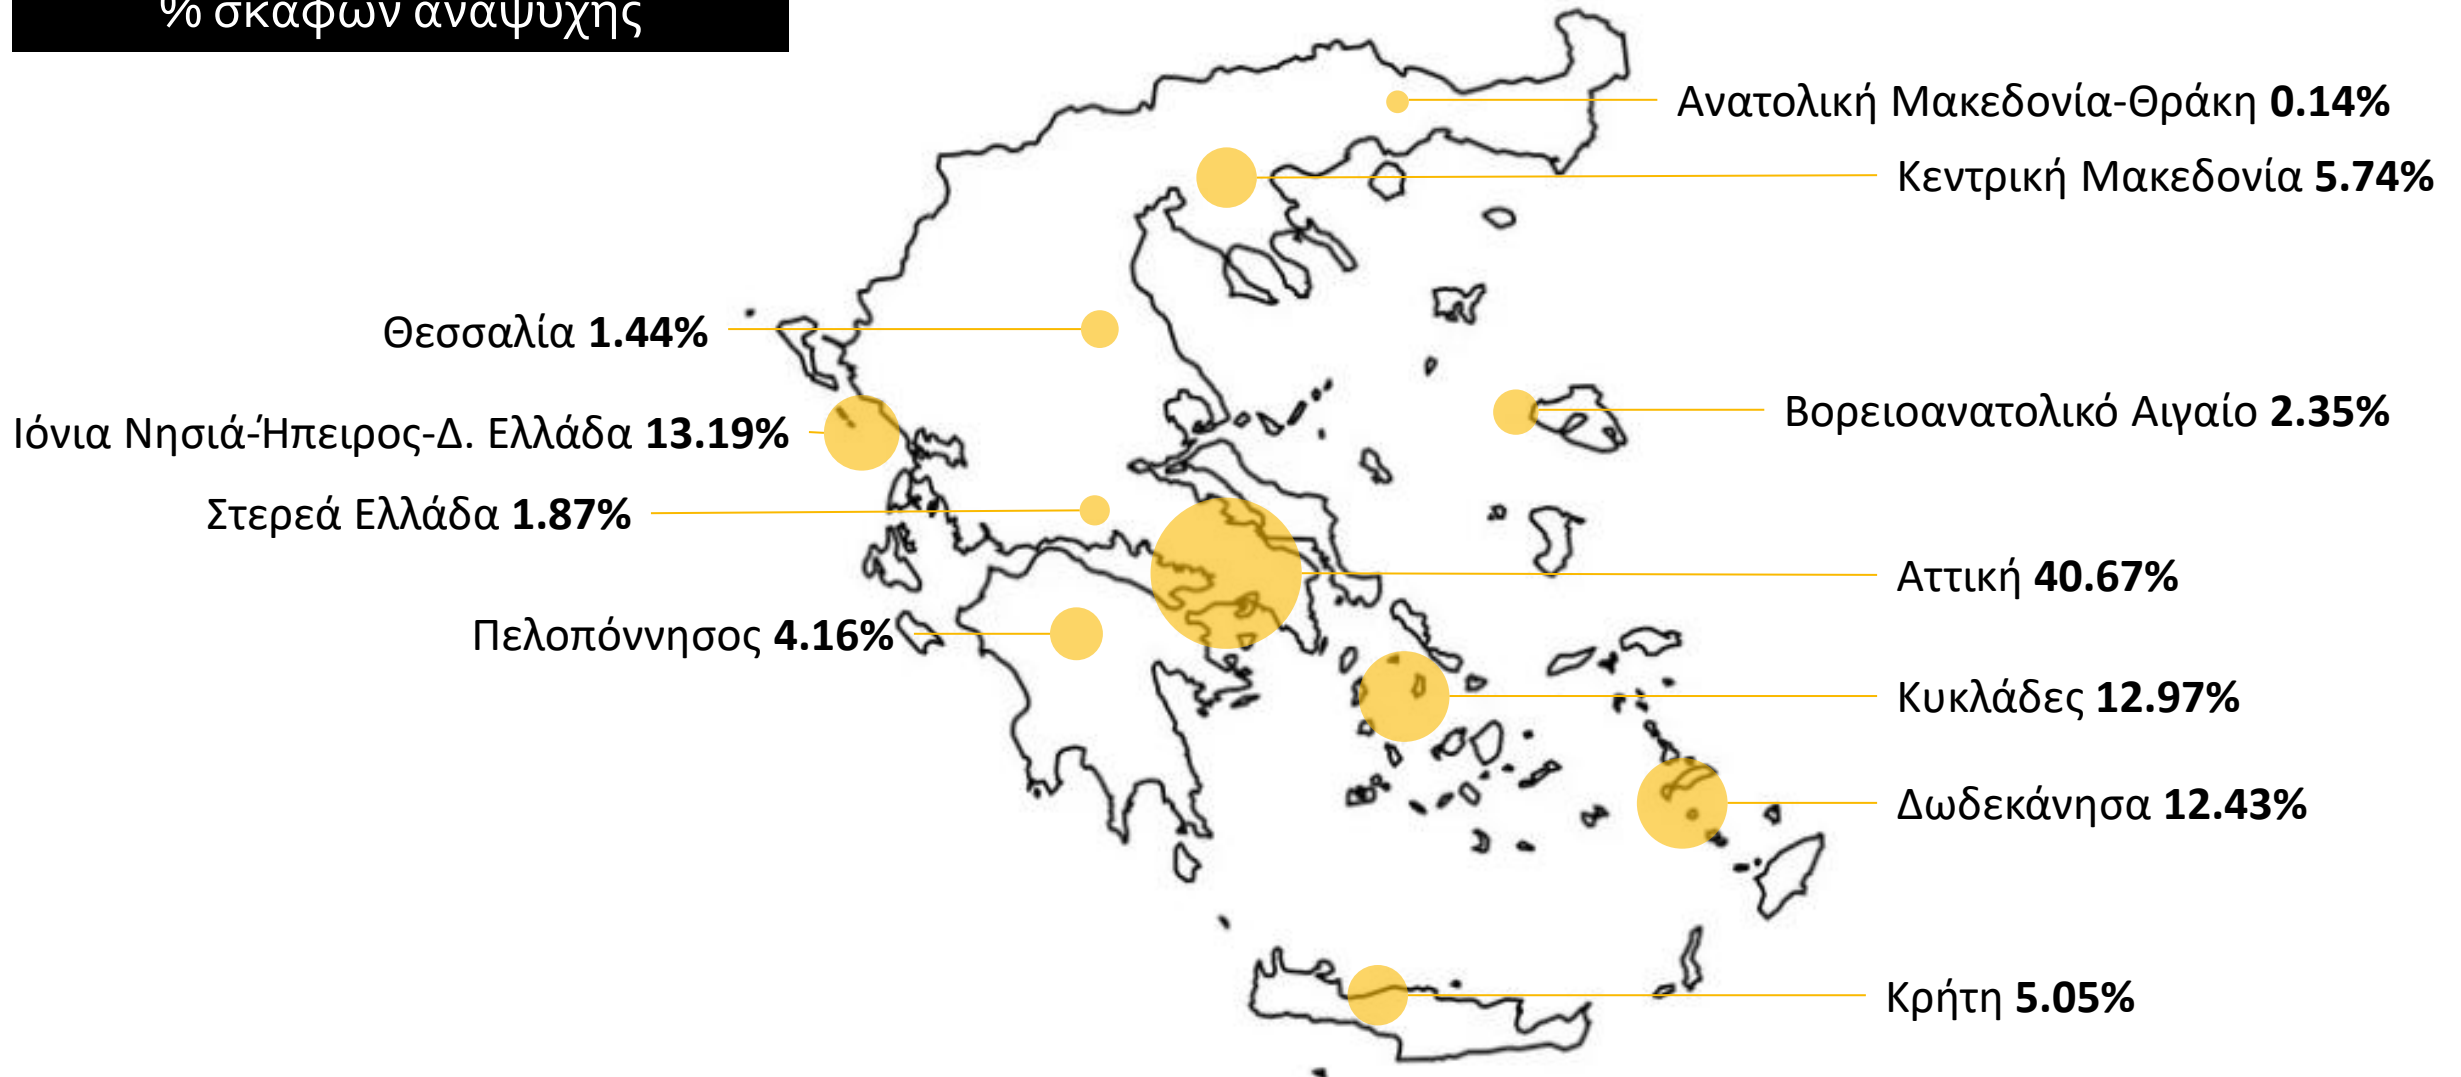 % σκαφών αναψυχής
Ανατολική Μακεδονία-Θράκη 0.14%
Κεντρική Μακεδονία 5.74%
Θεσσαλία 1.44%
Βορειοανατολικό Αιγαίο 2.35%
Ιόνια Νησιά-Ήπειρος-Δ. Ελλάδα 13.19%
Στερεά Ελλάδα 1.87%
Αττική 40.67%
Πελοπόννησος 4.16%
Κυκλάδες 12.97%
Δωδεκάνησα 12.43%
Κρήτη 5.05%